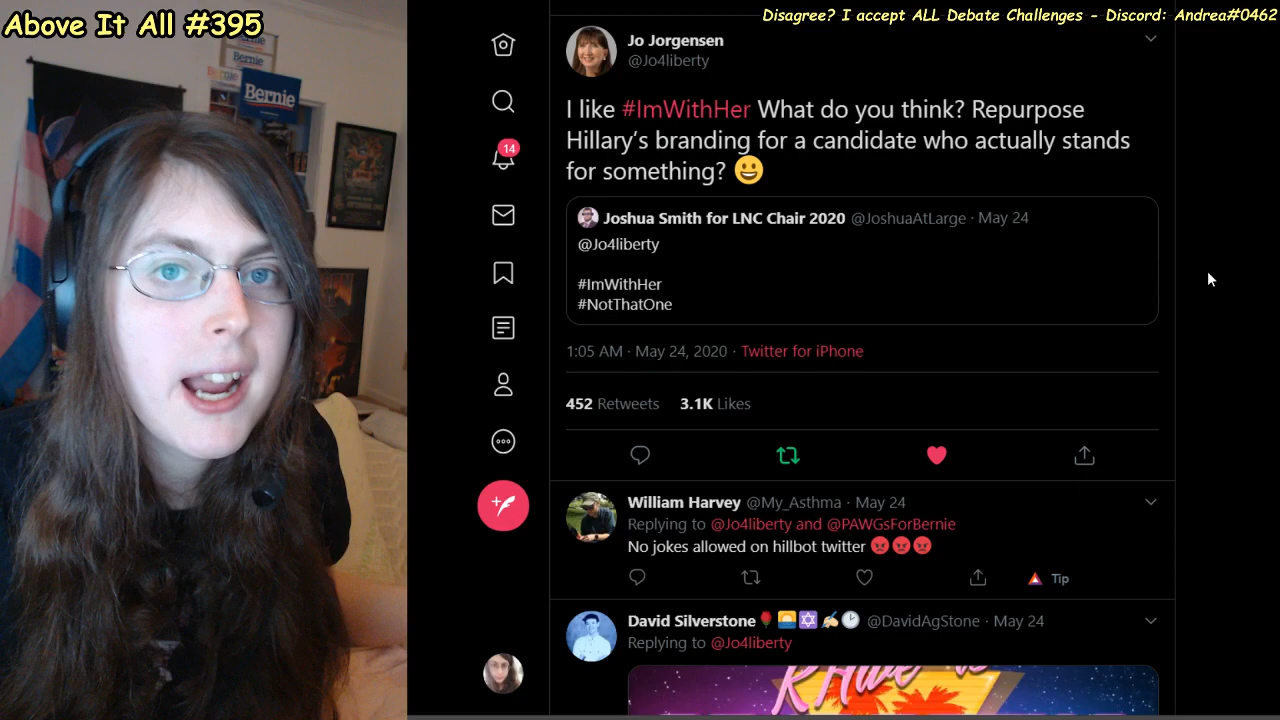 Above It All #395
Disagree? I accept ALL Debate Challenges - Discord: Andrea#0462
Bernie
Bernie
Bernie
14
Jo Jorgensen
@Jo4liberty
I like #ImWithHer What do you think? Repurpose
Hillary’s branding for a candidate who actually stands
for something? 😀
Joshua Smith for LNC Chair 2020 @JoshuaAtLarge · May 24
@Jo4liberty
#ImWithHer
#NotThatOne
1:05 AM · May 24, 2020 · Twitter for iPhone
452 Retweets 3.1K Likes
William Harvey @My_Asthma · May 24
Replying to @Jo4liberty and @PAWGsForBernie
No jokes allowed on hillbot twitter 😡😡😡
Tip
David Silverstone🌹🌅✡️✍🏼🕑 @DavidAgStone · May 24
Replying to @Jo4liberty
KHive is